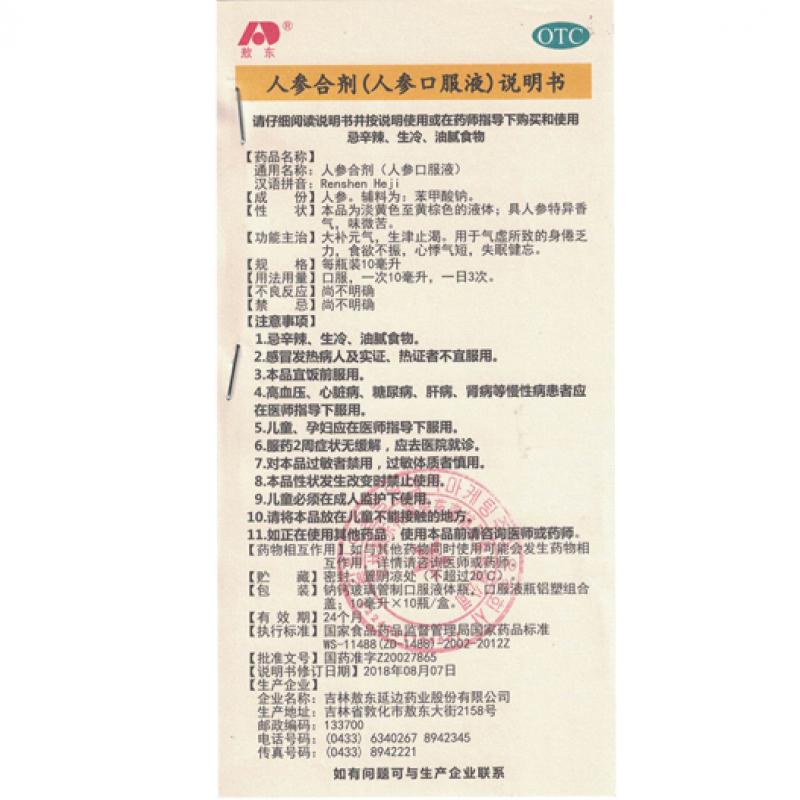 敖东
®
OTC
人参合剂(人参口服液)说明书
请仔细阅读说明书并按说明使用或在药师指导下购买和使用
忌辛辣、生冷、油腻食物
【药品名称】
通用名称：人参合剂（人参口服液）
汉语拼音：Renshen Heji
【成 份】人参。辅料为：苯甲酸钠。
【性 状】本品为淡黄色至黄棕色的液体；具人参特异香
气，味微苦。
【功能主治】大补元气，生津止渴。用于气虚所致的身倦乏
力，食欲不振，心悸气短，失眠健忘。
【规 格】每瓶装10毫升
【用法用量】口服，一次10毫升，一日3次。
【不良反应】尚不明确
【禁 忌】尚不明确
【注意事项】
1.忌辛辣、生冷、油腻食物。
2.感冒发热病人及实证、热证者不宜服用。
3.本品宜饭前服用。
4.高血压、心脏病、糖尿病、肝病、肾病等慢性病患者应
在医师指导下服用。
5.儿童、孕妇应在医师指导下服用。
6.服药2周症状无缓解，应去医院就诊。
7.对本品过敏者禁用，过敏体质者慎用。
8.本品性状发生改变时禁止使用。
9.儿童必须在成人监护下使用。
10.请将本品放在儿童不能接触的地方。
11.如正在使用其他药品，使用本品前请咨询医师或药师。
【药物相互作用】如与其他药物同时使用可能会发生药物相
互作用，详情请咨询医师或药师。
【贮 藏】密封，置阴凉处（不超过20℃）。
【包 装】钠钙玻璃管制口服液体瓶，口服液瓶铝塑组合
盖；10毫升×10瓶/盒。
【有 效 期】24个月
【执行标准】国家食品药品监督管理局国家药品标准
WS-11488(ZD-1488)-2002-2012Z
【批准文号】国药准字Z20027865
【说明书修订日期】2018年08月07日
【生产企业】
企业名称：吉林敖东延边药业股份有限公司
生产地址：吉林省敦化市敖东大街2158号
邮政编码：133700
电话号码：(0433) 6340267 8942345
传真号码：(0433) 8942221
如有问题可与生产企业联系